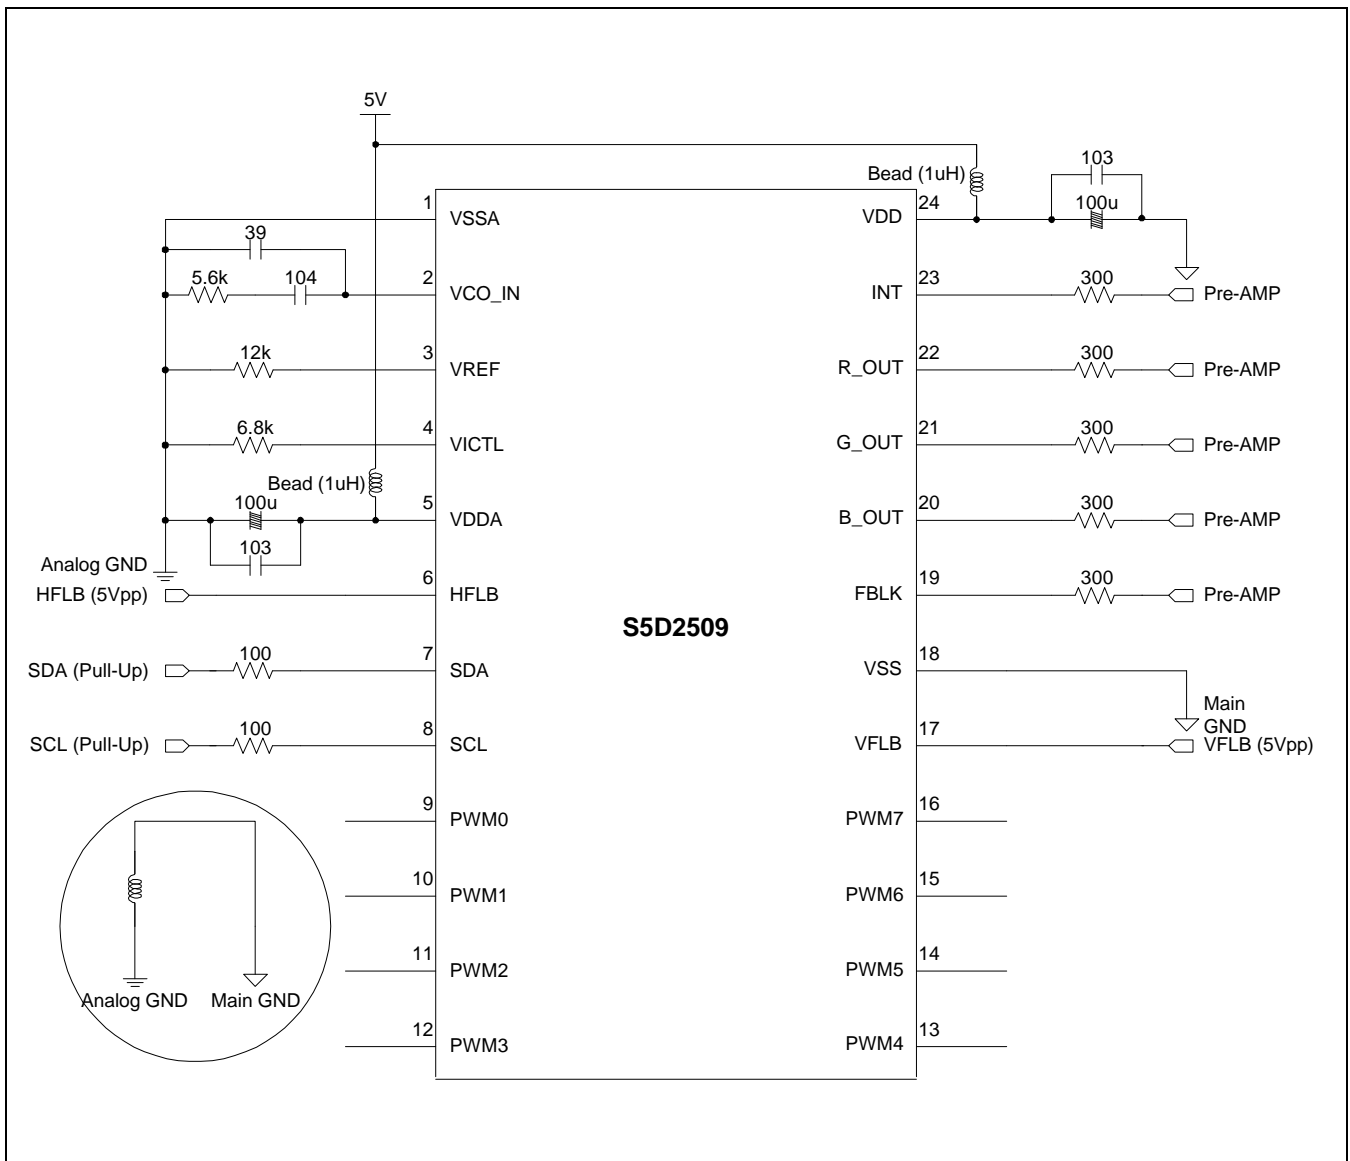 5V
Bead (1uH)
103
100u
1
VSSA
VDD
24
39
5.6k
104
2
VCO_IN
INT
23
300
Pre-AMP
12k
3
VREF
R_OUT
22
300
Pre-AMP
6.8k
4
VICTL
G_OUT
21
300
Pre-AMP
Bead (1uH)
100u
5
VDDA
B_OUT
20
300
Pre-AMP
103
Analog GND
HFLB (5Vpp)
6
HFLB
FBLK
19
300
Pre-AMP
S5D2509
SDA (Pull-Up)
100
7
SDA
VSS
18
Main
GND
SCL (Pull-Up)
100
8
SCL
VFLB
17
VFLB (5Vpp)
9
PWM0
PWM7
16
10
PWM1
PWM6
15
11
PWM2
PWM5
14
Analog GND
Main GND
12
PWM3
PWM4
13